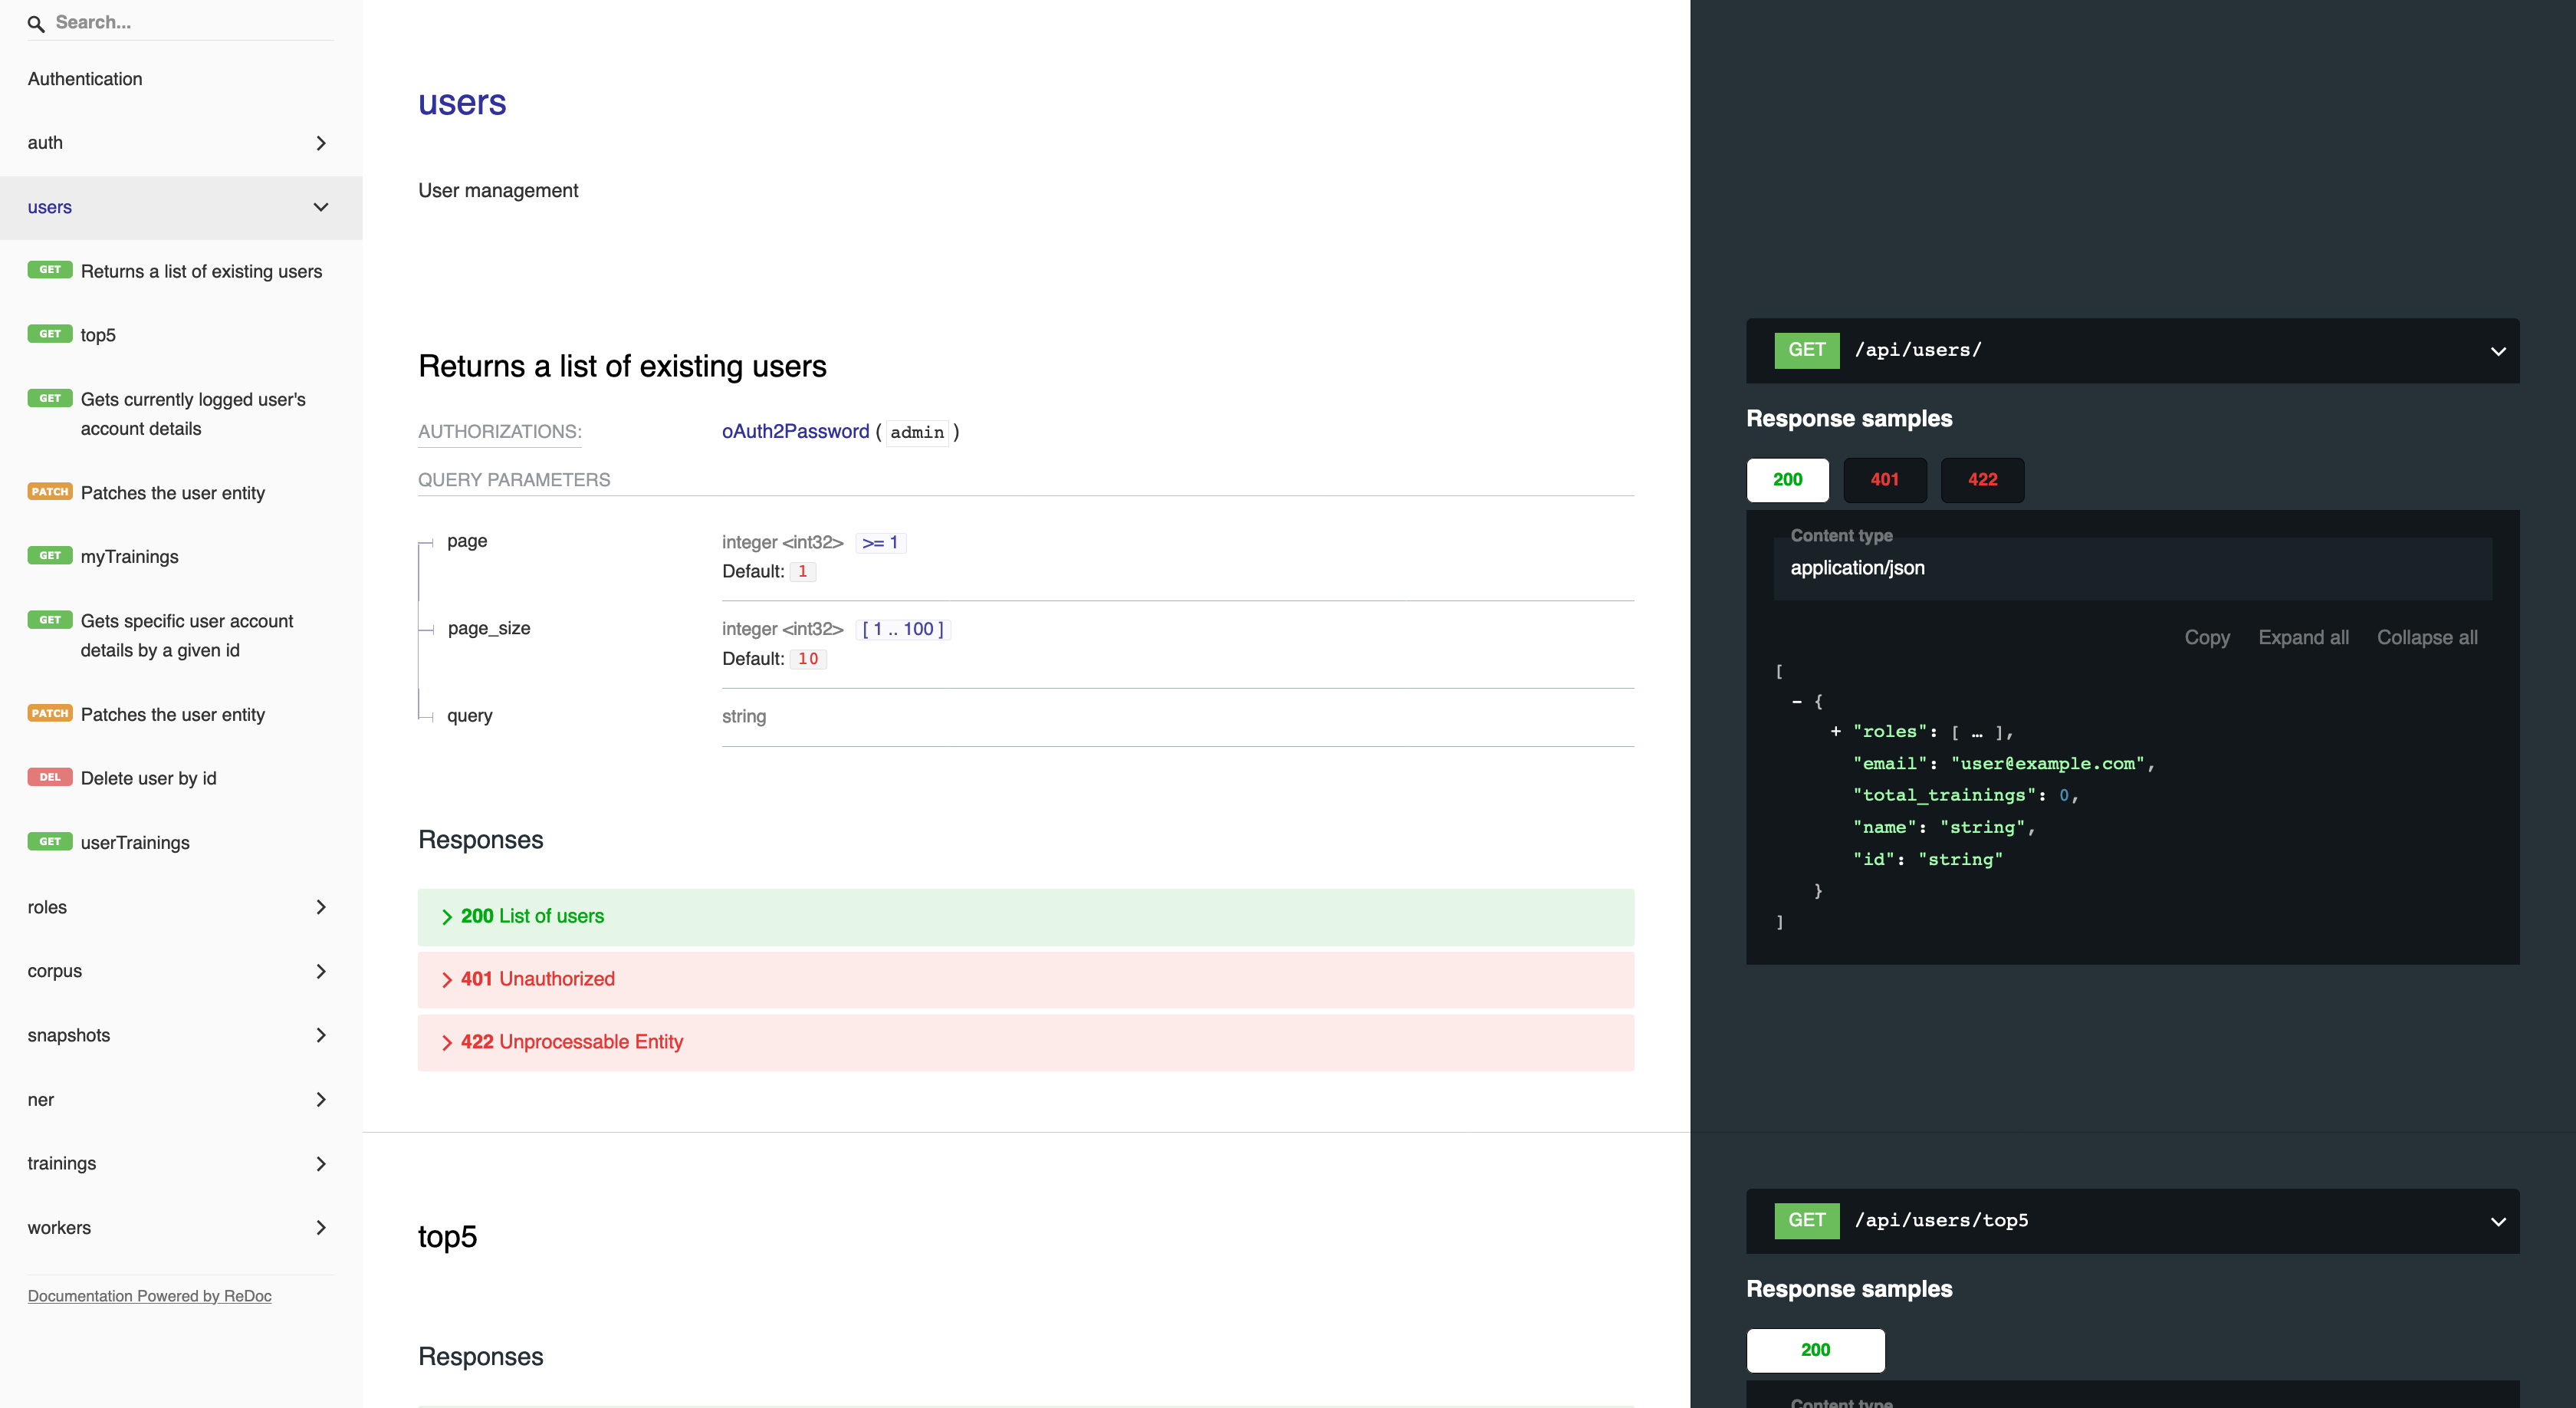 Search...
Authentication
auth
users
GET Returns a list of existing users
GET top5
GET Gets currently logged user's
account details
PATCH Patches the user entity
GET myTrainings
GET Gets specific user account
details by a given id
PATCH Patches the user entity
DEL Delete user by id
GET userTrainings
roles
corpus
snapshots
ner
trainings
workers
Documentation Powered by ReDoc
users
User management
Returns a list of existing users
AUTHORIZATIONS: oAuth2Password ( admin )
QUERY PARAMETERS
page integer <int32> >= 1
Default: 1
page_size integer <int32> [ 1 .. 100 ]
Default: 10
query string
Responses
200 List of users
401 Unauthorized
422 Unprocessable Entity
top5
Responses
GET /api/users/
Response samples
200 401 422
Content type
application/json
Copy Expand all Collapse all
[
- {
+ "roles": [ … ],
"email": "user@example.com",
"total_trainings": 0,
"name": "string",
"id": "string"
}
]
GET /api/users/top5
Response samples
200
Content type